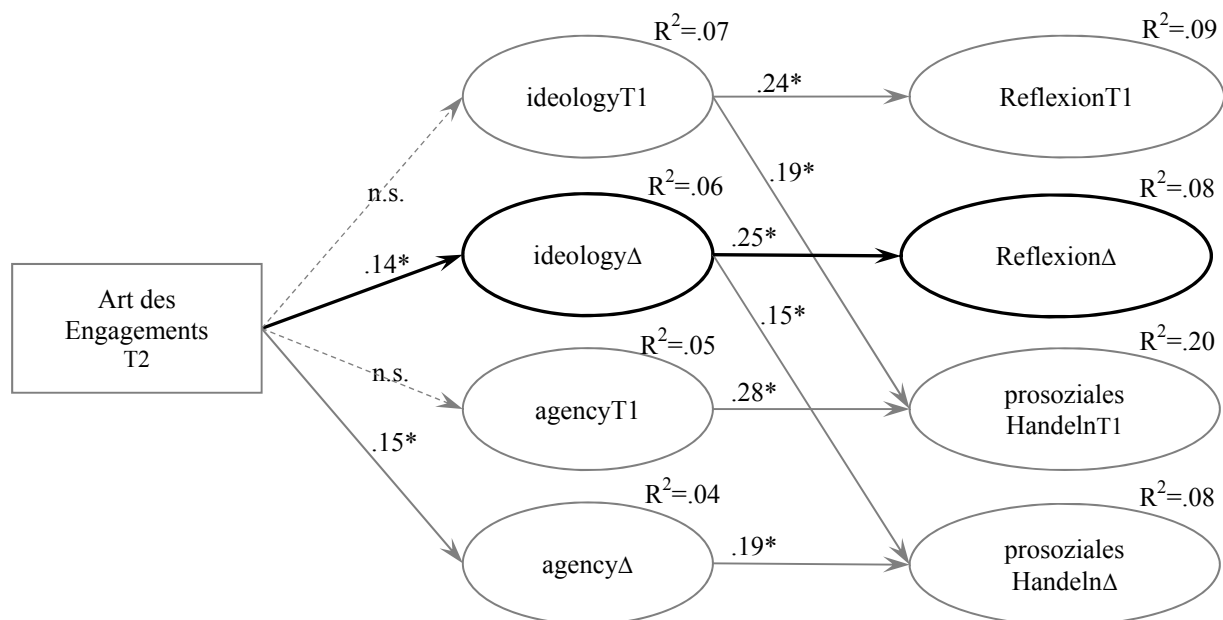 R²=.07
R²=.09
ideologyT1
.24*
ReflexionT1
.19*
n.s.
R²=.06
R²=.08
.14*
ideologyΔ
.25*
ReflexionΔ
Art des
Engagements
T2
.15*
R²=.05
R²=.20
n.s.
agencyT1
.28*
prosoziales
HandelnT1
.15*
R²=.04
R²=.08
agencyΔ
.19*
prosoziales
HandelnΔ